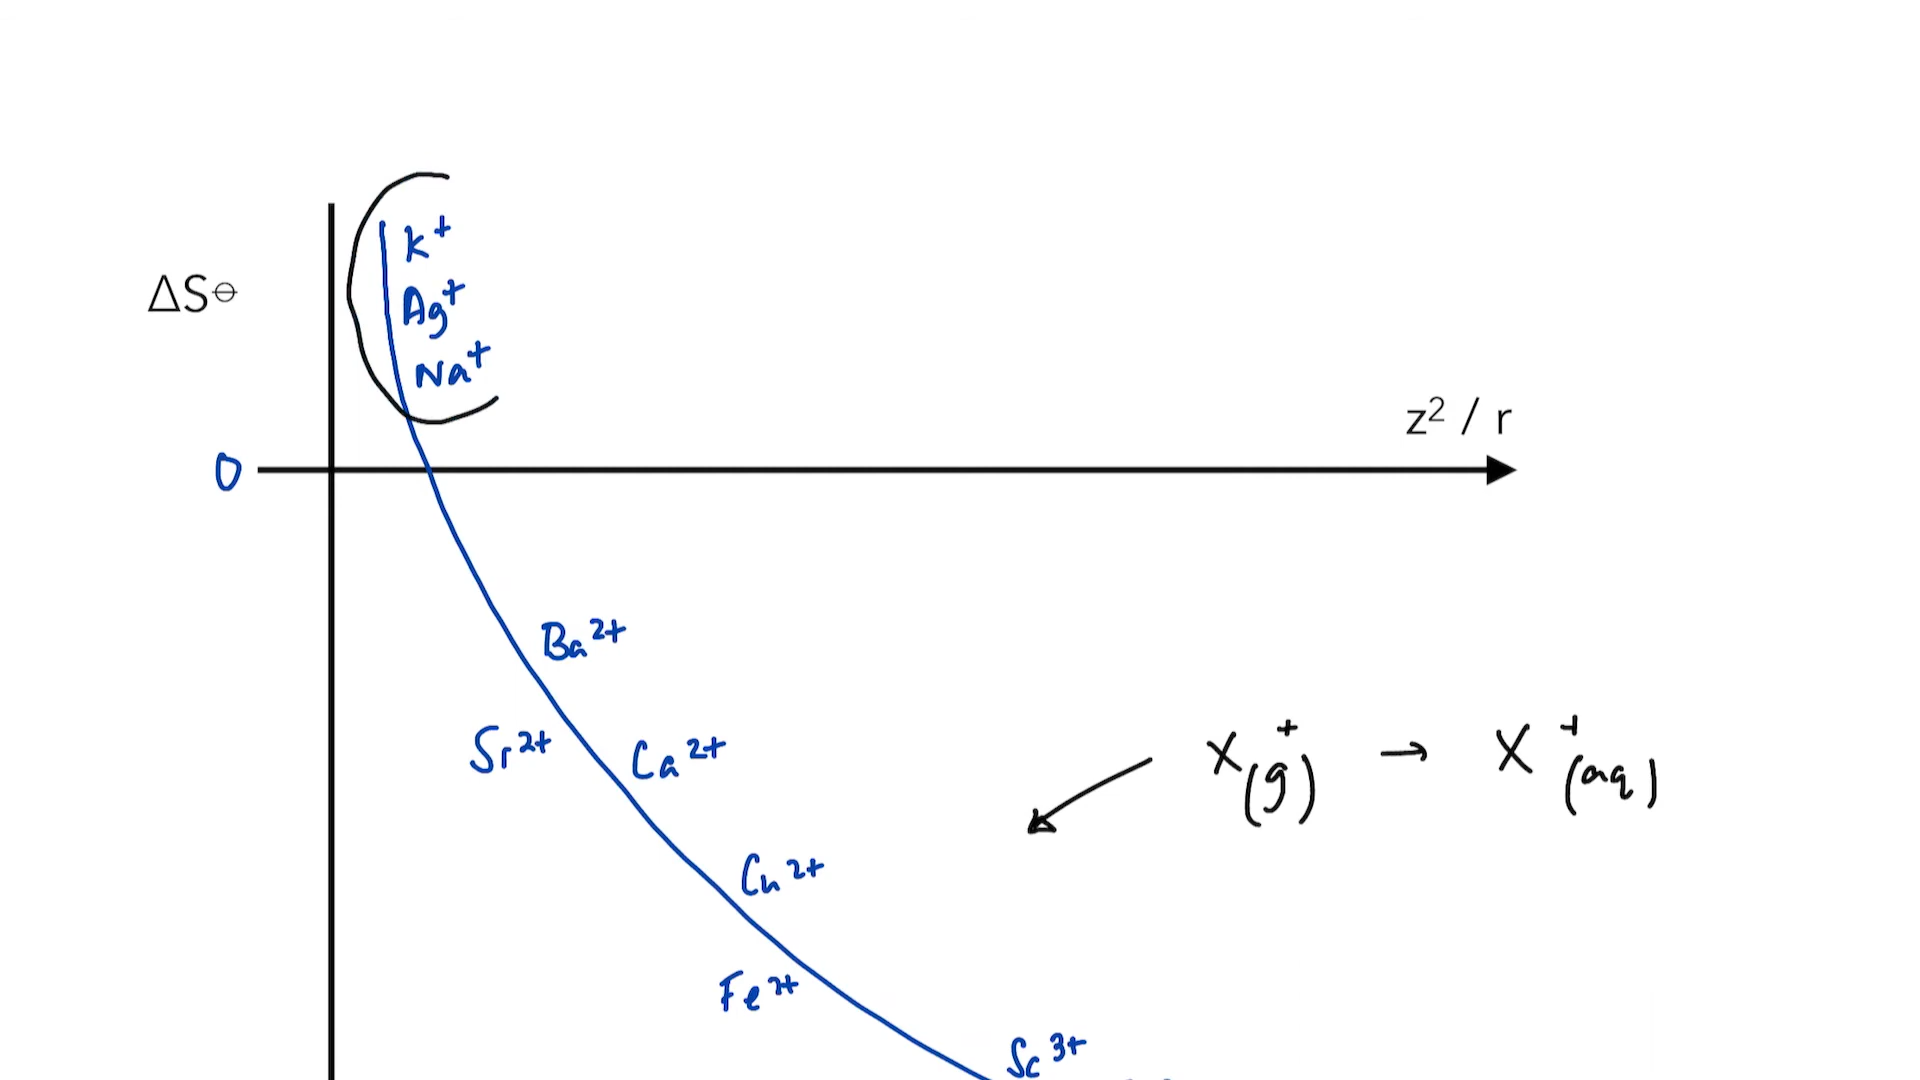 K⁺
ΔS⊖
Ag⁺
Na⁺
z² / r
0
Ba²⁺
Sr²⁺
Ca²⁺
X⁺(g) → X⁺(aq)
Cu²⁺
Fe²⁺
Sc³⁺